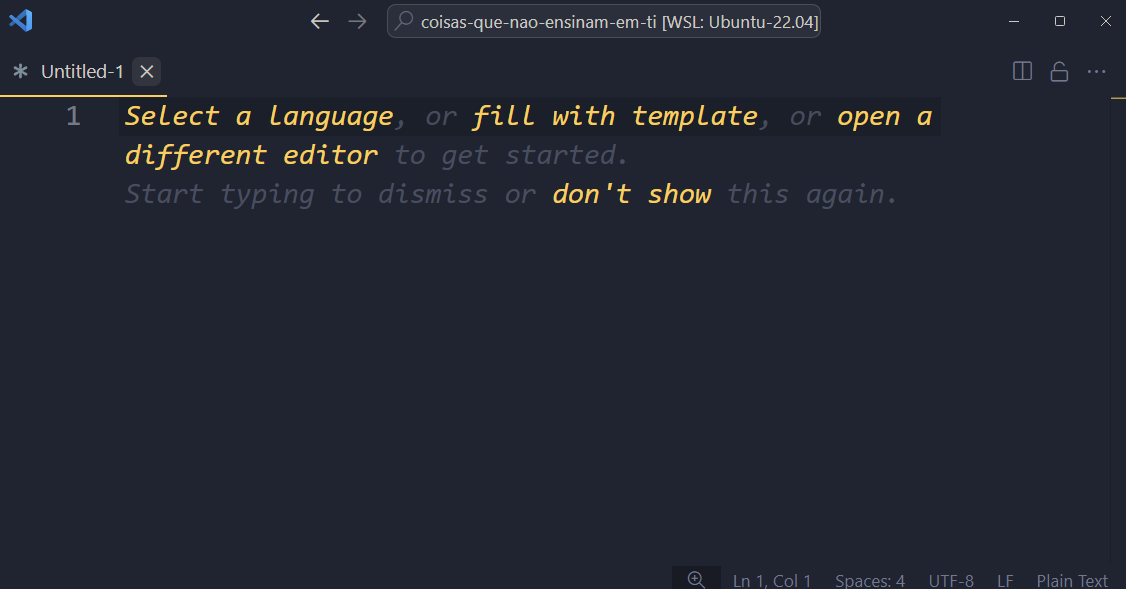 coisas-que-nao-ensinam-em-ti [WSL: Ubuntu-22.04]
Untitled-1
1
Select a language, or fill with template, or open a
different editor to get started.
Start typing to dismiss or don't show this again.
Ln 1, Col 1 Spaces: 4 UTF-8 LF Plain Text